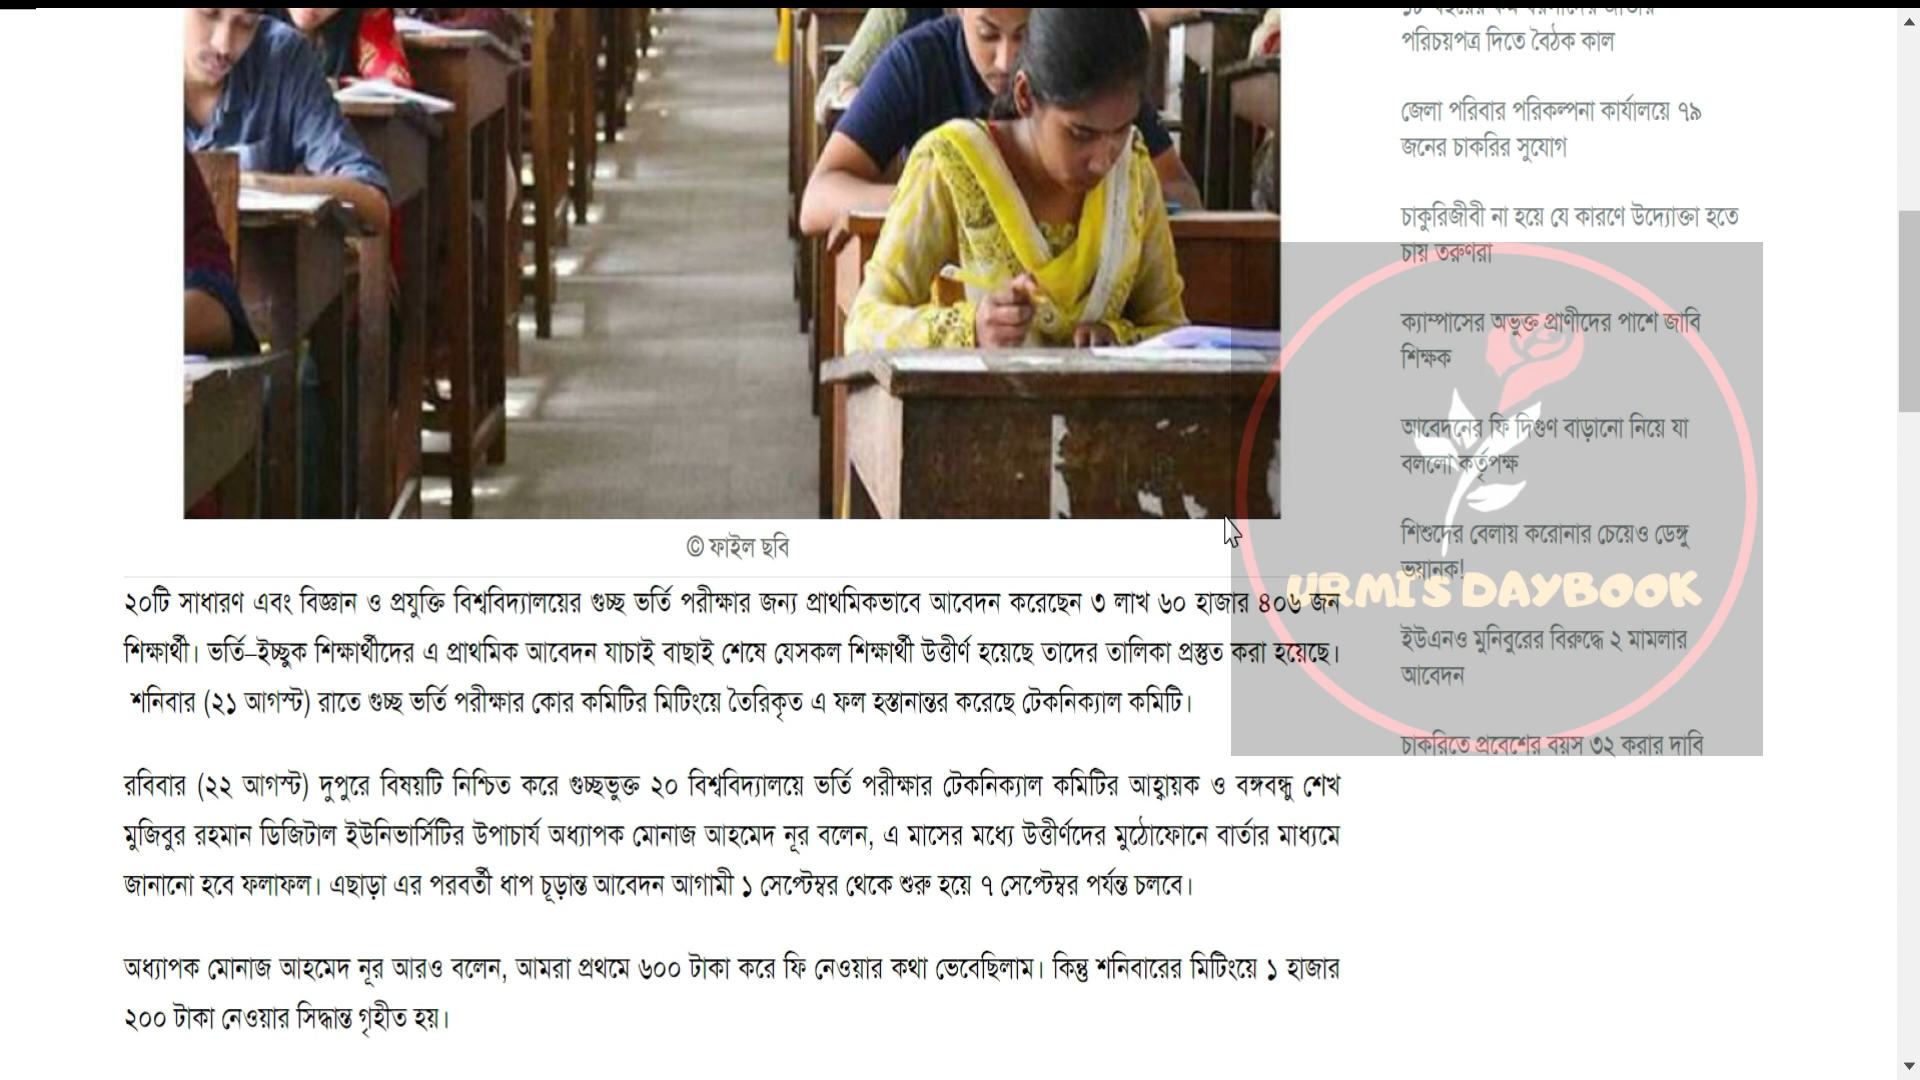 © ফাইল ছবি
২০টি সাধারণ এবং বিজ্ঞান ও প্রযুক্তি বিশ্ববিদ্যালয়ের গুচ্ছ ভর্তি পরীক্ষার জন্য প্রাথমিকভাবে আবেদন করেছেন ৩ লাখ ৬০ হাজার ৪০৬ জন
শিক্ষার্থী। ভর্তি–ইচ্ছুক শিক্ষার্থীদের এ প্রাথমিক আবেদন যাচাই বাছাই শেষে যেসকল শিক্ষার্থী উত্তীর্ণ হয়েছে তাদের তালিকা প্রস্তুত করা হয়েছে।
শনিবার (২১ আগস্ট) রাতে গুচ্ছ ভর্তি পরীক্ষার কোর কমিটির মিটিংয়ে তৈরিকৃত এ ফল হস্তানান্তর করেছে টেকনিক্যাল কমিটি।
রবিবার (২২ আগস্ট) দুপুরে বিষয়টি নিশ্চিত করে গুচ্ছভুক্ত ২০ বিশ্ববিদ্যালয়ে ভর্তি পরীক্ষার টেকনিক্যাল কমিটির আহ্বায়ক ও বঙ্গবন্ধু শেখ
মুজিবুর রহমান ডিজিটাল ইউনিভার্সিটির উপাচার্য অধ্যাপক মোনাজ আহমেদ নূর বলেন, এ মাসের মধ্যে উত্তীর্ণদের মুঠোফোনে বার্তার মাধ্যমে
জানানো হবে ফলাফল। এছাড়া এর পরবর্তী ধাপ চূড়ান্ত আবেদন আগামী ১ সেপ্টেম্বর থেকে শুরু হয়ে ৭ সেপ্টেম্বর পর্যন্ত চলবে।
অধ্যাপক মোনাজ আহমেদ নূর আরও বলেন, আমরা প্রথমে ৬০০ টাকা করে ফি নেওয়ার কথা ভেবেছিলাম। কিন্তু শনিবারের মিটিংয়ে ১ হাজার
২০০ টাকা নেওয়ার সিদ্ধান্ত গৃহীত হয়।
পরিচয়পত্র দিতে বৈঠক কাল
জেলা পরিবার পরিকল্পনা কার্যালয়ে ৭৯
জনের চাকরির সুযোগ
চাকুরিজীবী না হয়ে যে কারণে উদ্যোক্তা হতে
চায় তরুণরা
ক্যাম্পাসের অভুক্ত প্রাণীদের পাশে জাবি
শিক্ষক
আবেদনের ফি দিগুণ বাড়ানো নিয়ে যা
বললো কর্তৃপক্ষ
শিশুদের বেলায় করোনার চেয়েও ডেঙ্গু
ভয়ানক!
URMI'S DAYBOOK
ইউএনও মুনিবুরের বিরুদ্ধে ২ মামলার
আবেদন
চাকরিতে প্রবেশের বয়স ৩২ করার দাবি